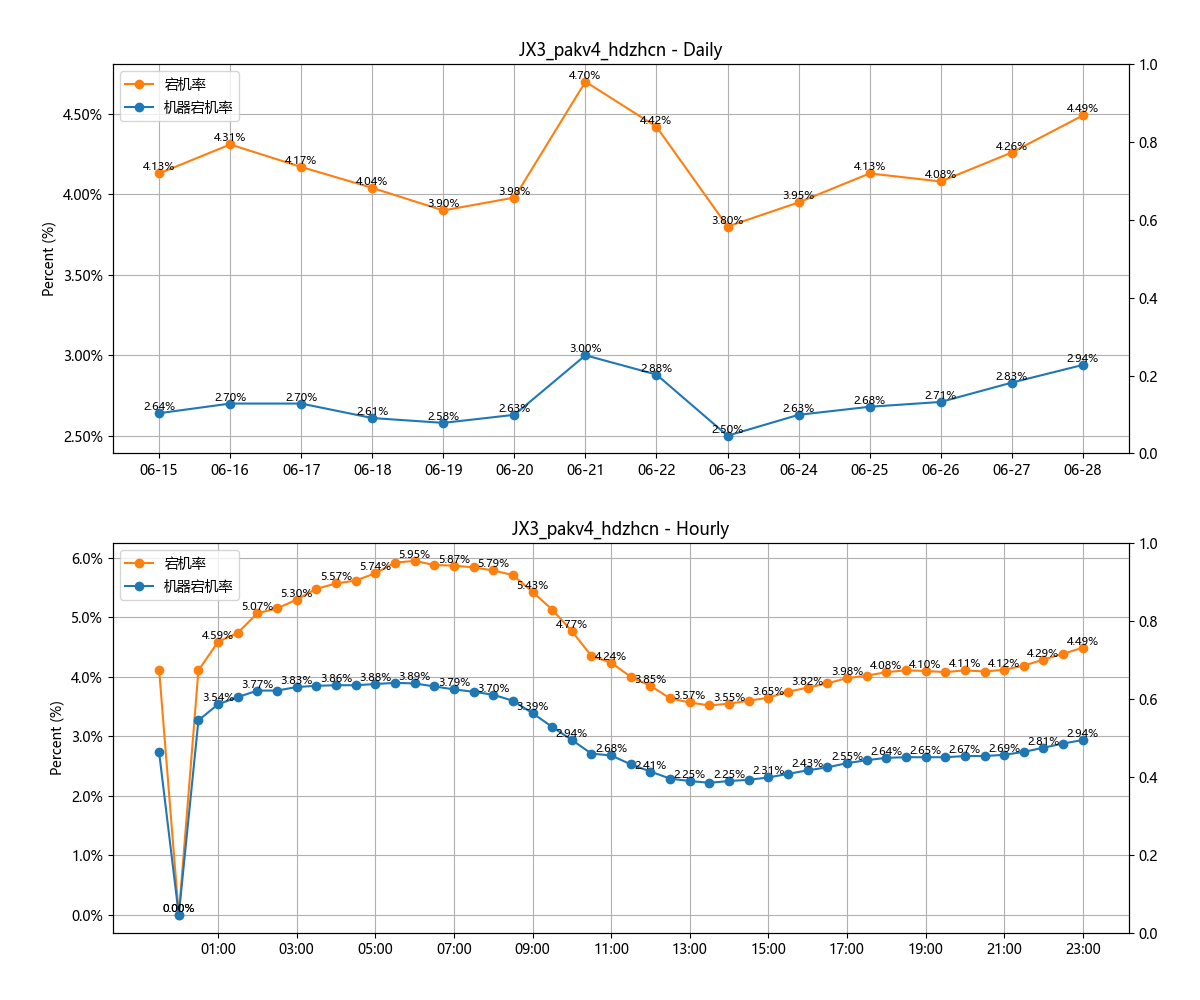 JX3_pakv4_hdzhcn - Daily
宕机率
机器宕机率
Percent (%)
4.50%
4.00%
3.50%
3.00%
2.50%
1.0
0.8
0.6
0.4
0.2
0.0
4.13% 4.31% 4.17% 4.04% 3.90% 3.98% 4.70% 4.42% 3.80% 3.95% 4.13% 4.08% 4.26% 4.49%
2.64% 2.70% 2.70% 2.61% 2.58% 2.63% 3.00% 2.88% 2.50% 2.63% 2.68% 2.71% 2.83% 2.94%
06-15 06-16 06-17 06-18 06-19 06-20 06-21 06-22 06-23 06-24 06-25 06-26 06-27 06-28
JX3_pakv4_hdzhcn - Hourly
宕机率
机器宕机率
Percent (%)
6.0%
5.0%
4.0%
3.0%
2.0%
1.0%
0.0%
1.0
0.8
0.6
0.4
0.2
0.0
0.00% 4.59% 5.07% 5.30% 5.57% 5.74% 5.95% 5.87% 5.79% 5.43% 4.77% 4.24% 3.85% 3.57% 3.55% 3.65% 3.82% 3.98% 4.08% 4.10% 4.11% 4.12% 4.29% 4.49%
0.00% 3.54% 3.77% 3.83% 3.86% 3.88% 3.89% 3.79% 3.70% 3.39% 2.94% 2.68% 2.41% 2.25% 2.25% 2.31% 2.43% 2.55% 2.64% 2.65% 2.67% 2.69% 2.81% 2.94%
01:00 03:00 05:00 07:00 09:00 11:00 13:00 15:00 17:00 19:00 21:00 23:00